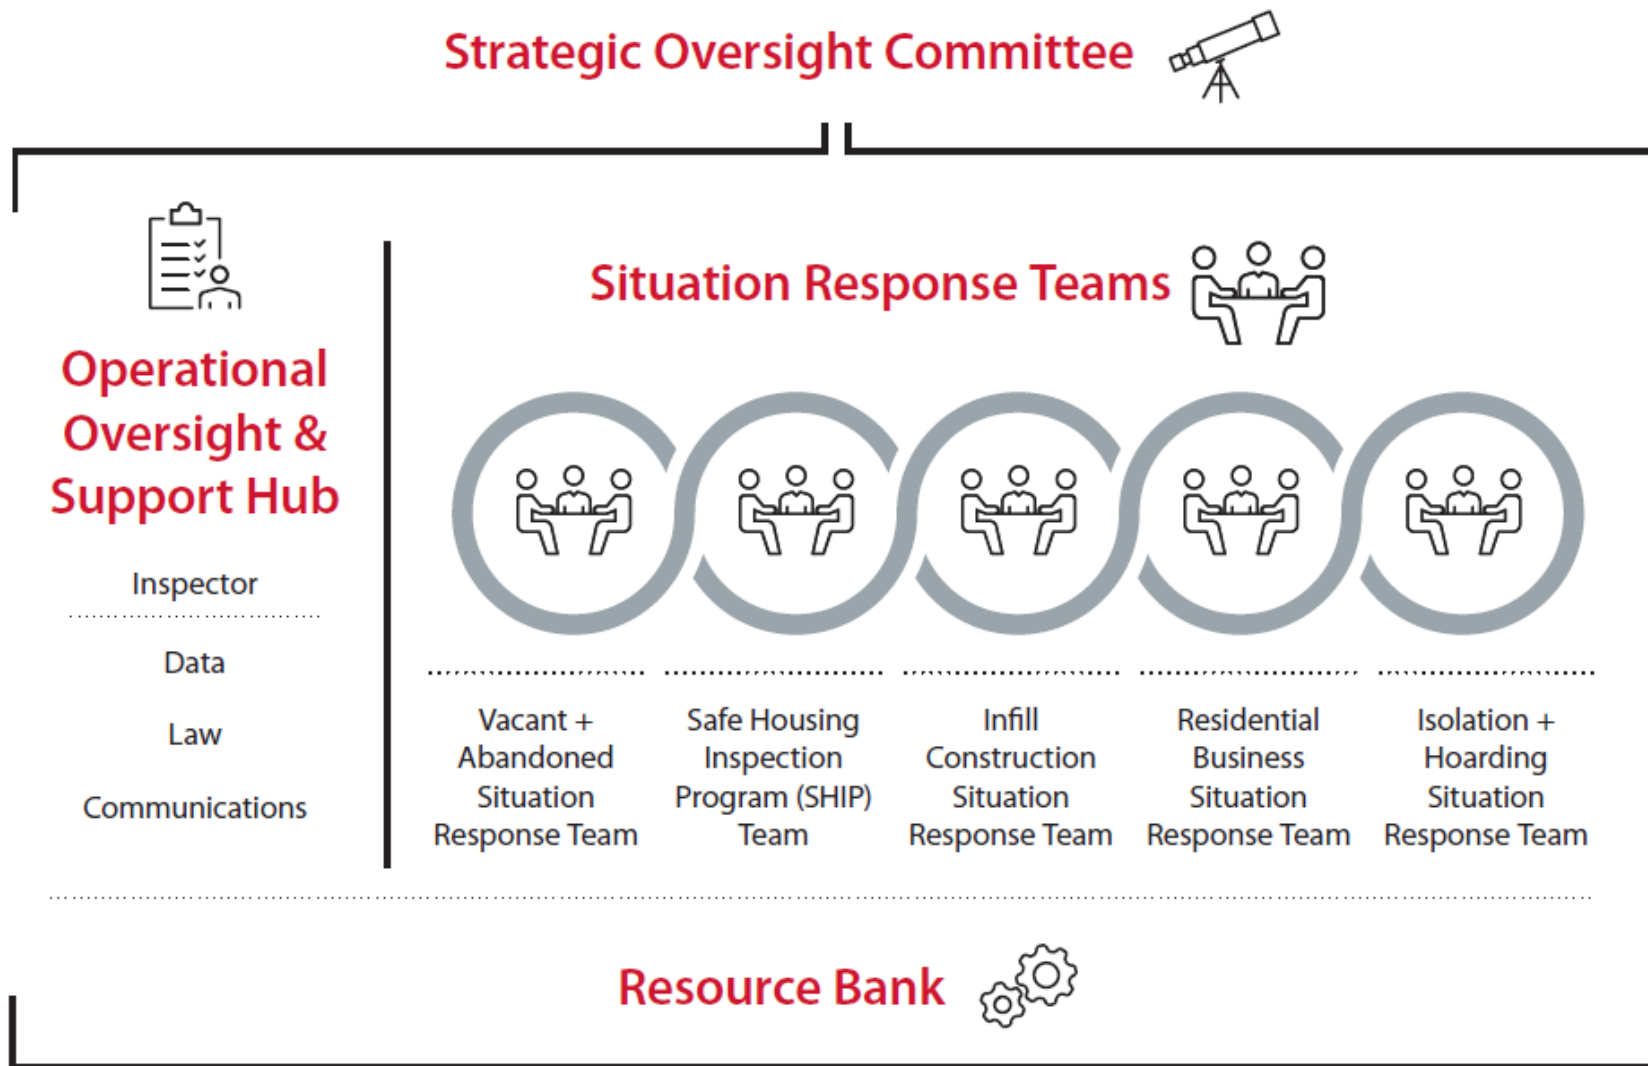 Strategic Oversight Committee
Operational
Oversight &
Support Hub
Inspector
Data
Law
Communications
Situation Response Teams
Vacant +
Abandoned
Situation
Response Team
Safe Housing
Inspection
Program (SHIP)
Team
Infill
Construction
Situation
Response Team
Residential
Business
Situation
Response Team
Isolation +
Hoarding
Situation
Response Team
Resource Bank